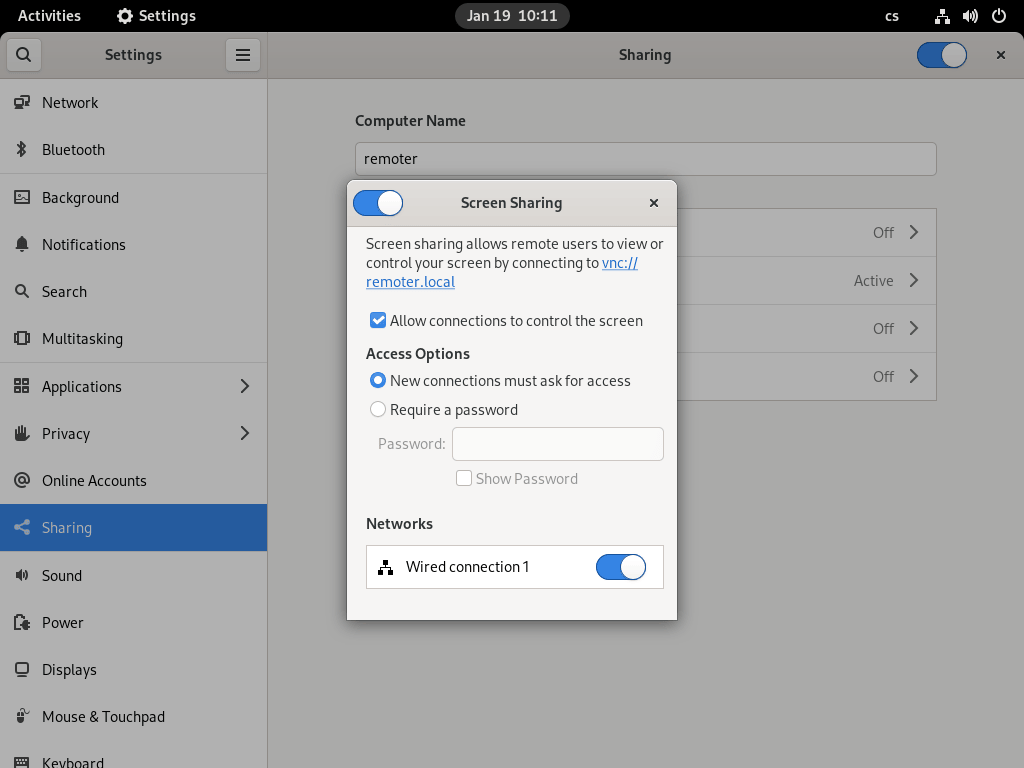 Activities
Settings
Jan 19 10:11
cs
Settings
Sharing
Network
Bluetooth
Background
Notifications
Search
Multitasking
Applications
Privacy
Online Accounts
Sharing
Sound
Power
Displays
Mouse & Touchpad
Keyboard
Computer Name
remoter
Off
Active
Off
Off
Screen Sharing
Screen sharing allows remote users to view or
control your screen by connecting to vnc://
remoter.local
Allow connections to control the screen
Access Options
New connections must ask for access
Require a password
Password:
Show Password
Networks
Wired connection 1